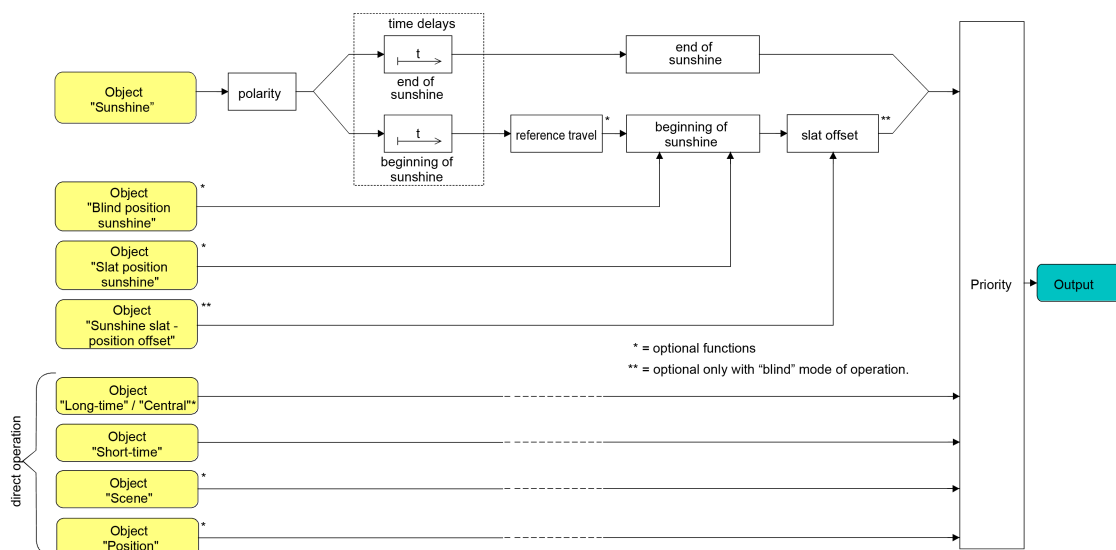 time delays
t
end of
sunshine
end of
sunshine
Object
"Sunshine"
polarity
t
beginning of
sunshine
reference travel
*
beginning of
sunshine
slat offset
**
Object
"Blind position
sunshine"
*
Object
"Slat position
sunshine"
*
Object
"Sunshine slat -
position offset"
**
Priority
Output
* = optional functions
** = optional only with “blind” mode of operation.
direct operation
Object
"Long-time" / "Central"*
Object
"Short-time"
Object
"Scene"
*
Object
"Position"
*